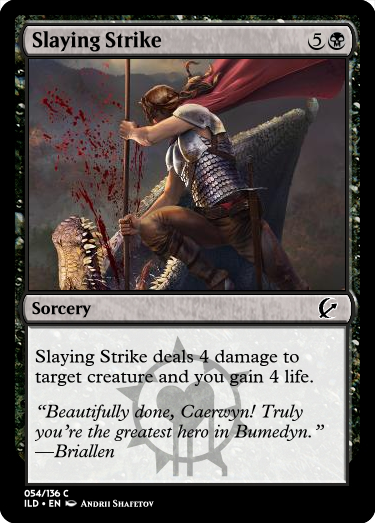 Slaying Strike 5
Sorcery
Slaying Strike deals 4 damage to
target creature and you gain 4 life.
“Beautifully done, Caerwyn! Truly
you’re the greatest hero in Bumedyn.”
—Briallen
054/136 C
ILD • EN Andrii Shafetov